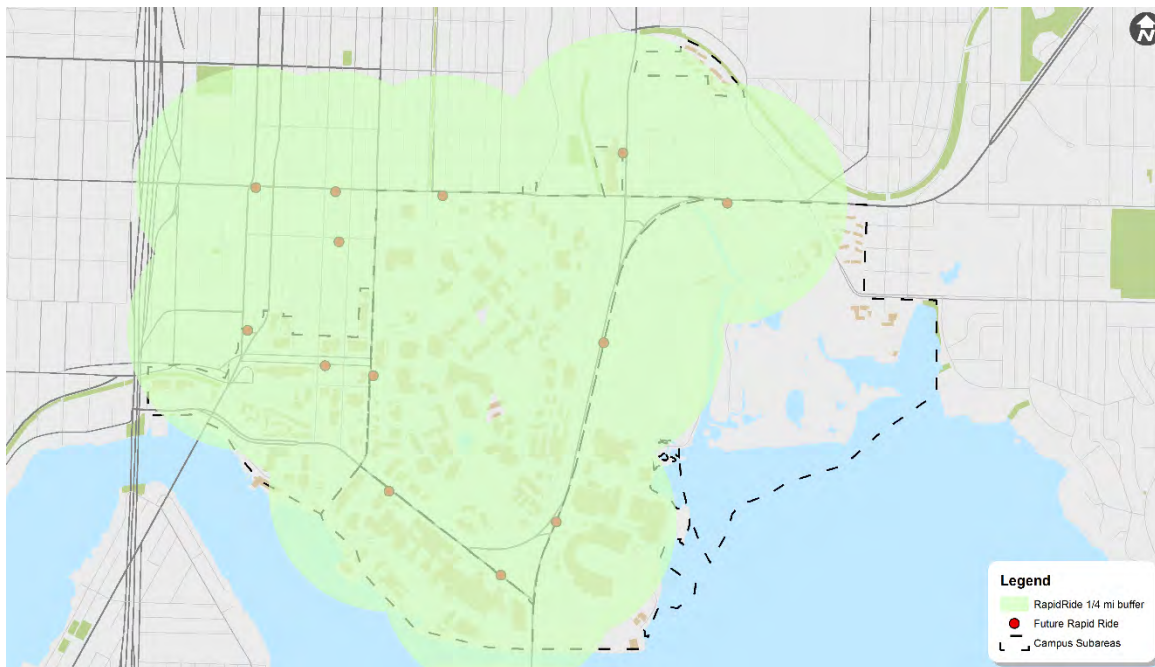 N
Legend
RapidRide 1/4 mi buffer
Future Rapid Ride
Campus Subareas